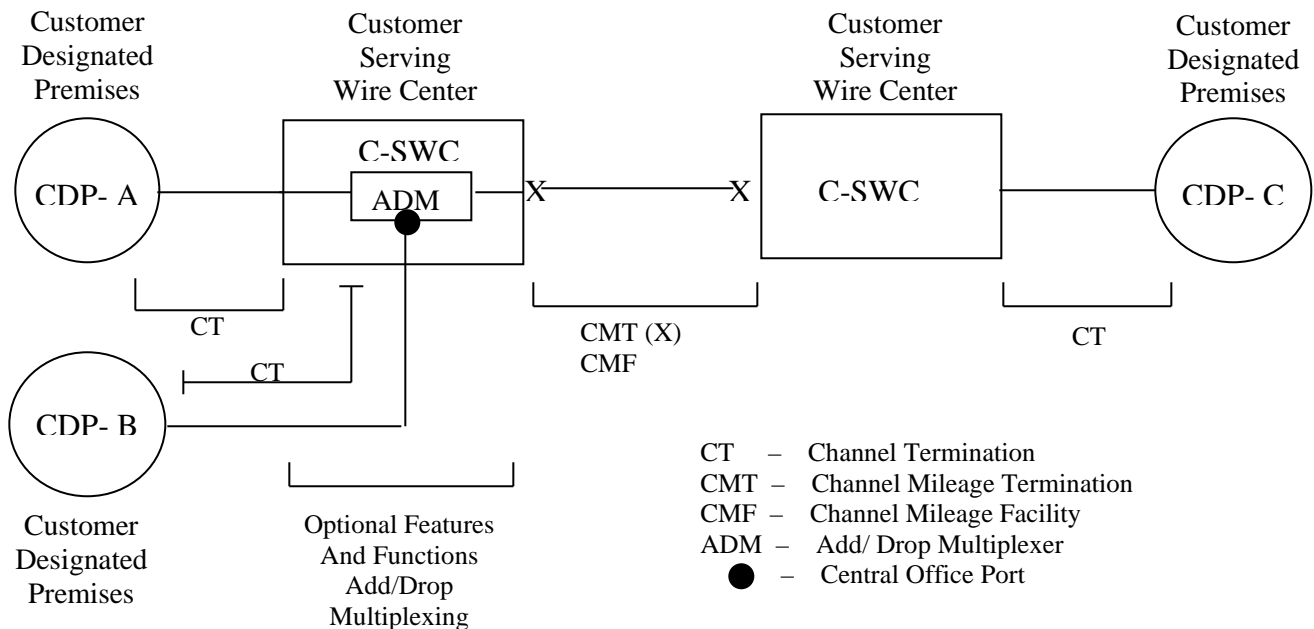 Customer
Designated
Premises
Customer
Serving
Wire Center
Customer
Serving
Wire Center
Customer
Designated
Premises
CDP- A
C-SWC
ADM
X
X
C-SWC
CDP- C
CT
CMT (X)
CMF
CT
CT
CDP- B
Customer
Designated
Premises
Optional Features
And Functions
Add/Drop
Multiplexing
CT – Channel Termination
CMT – Channel Mileage Termination
CMF – Channel Mileage Facility
ADM – Add/ Drop Multiplexer
– Central Office Port